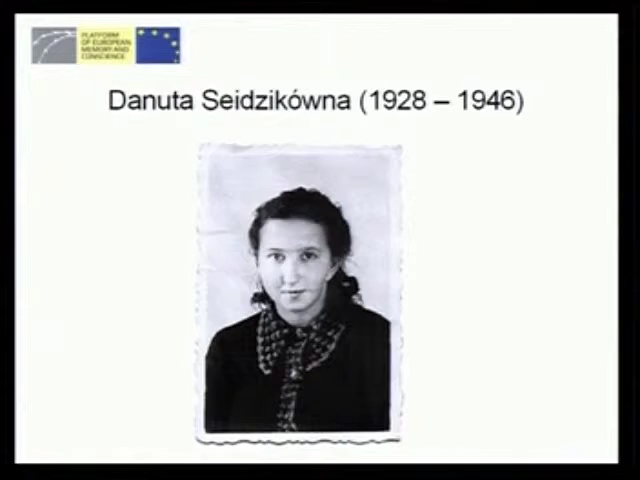 PLATFORM
OF EUROPEAN
MEMORY AND
CONSCIENCE
Danuta Seidzikówna (1928 – 1946)